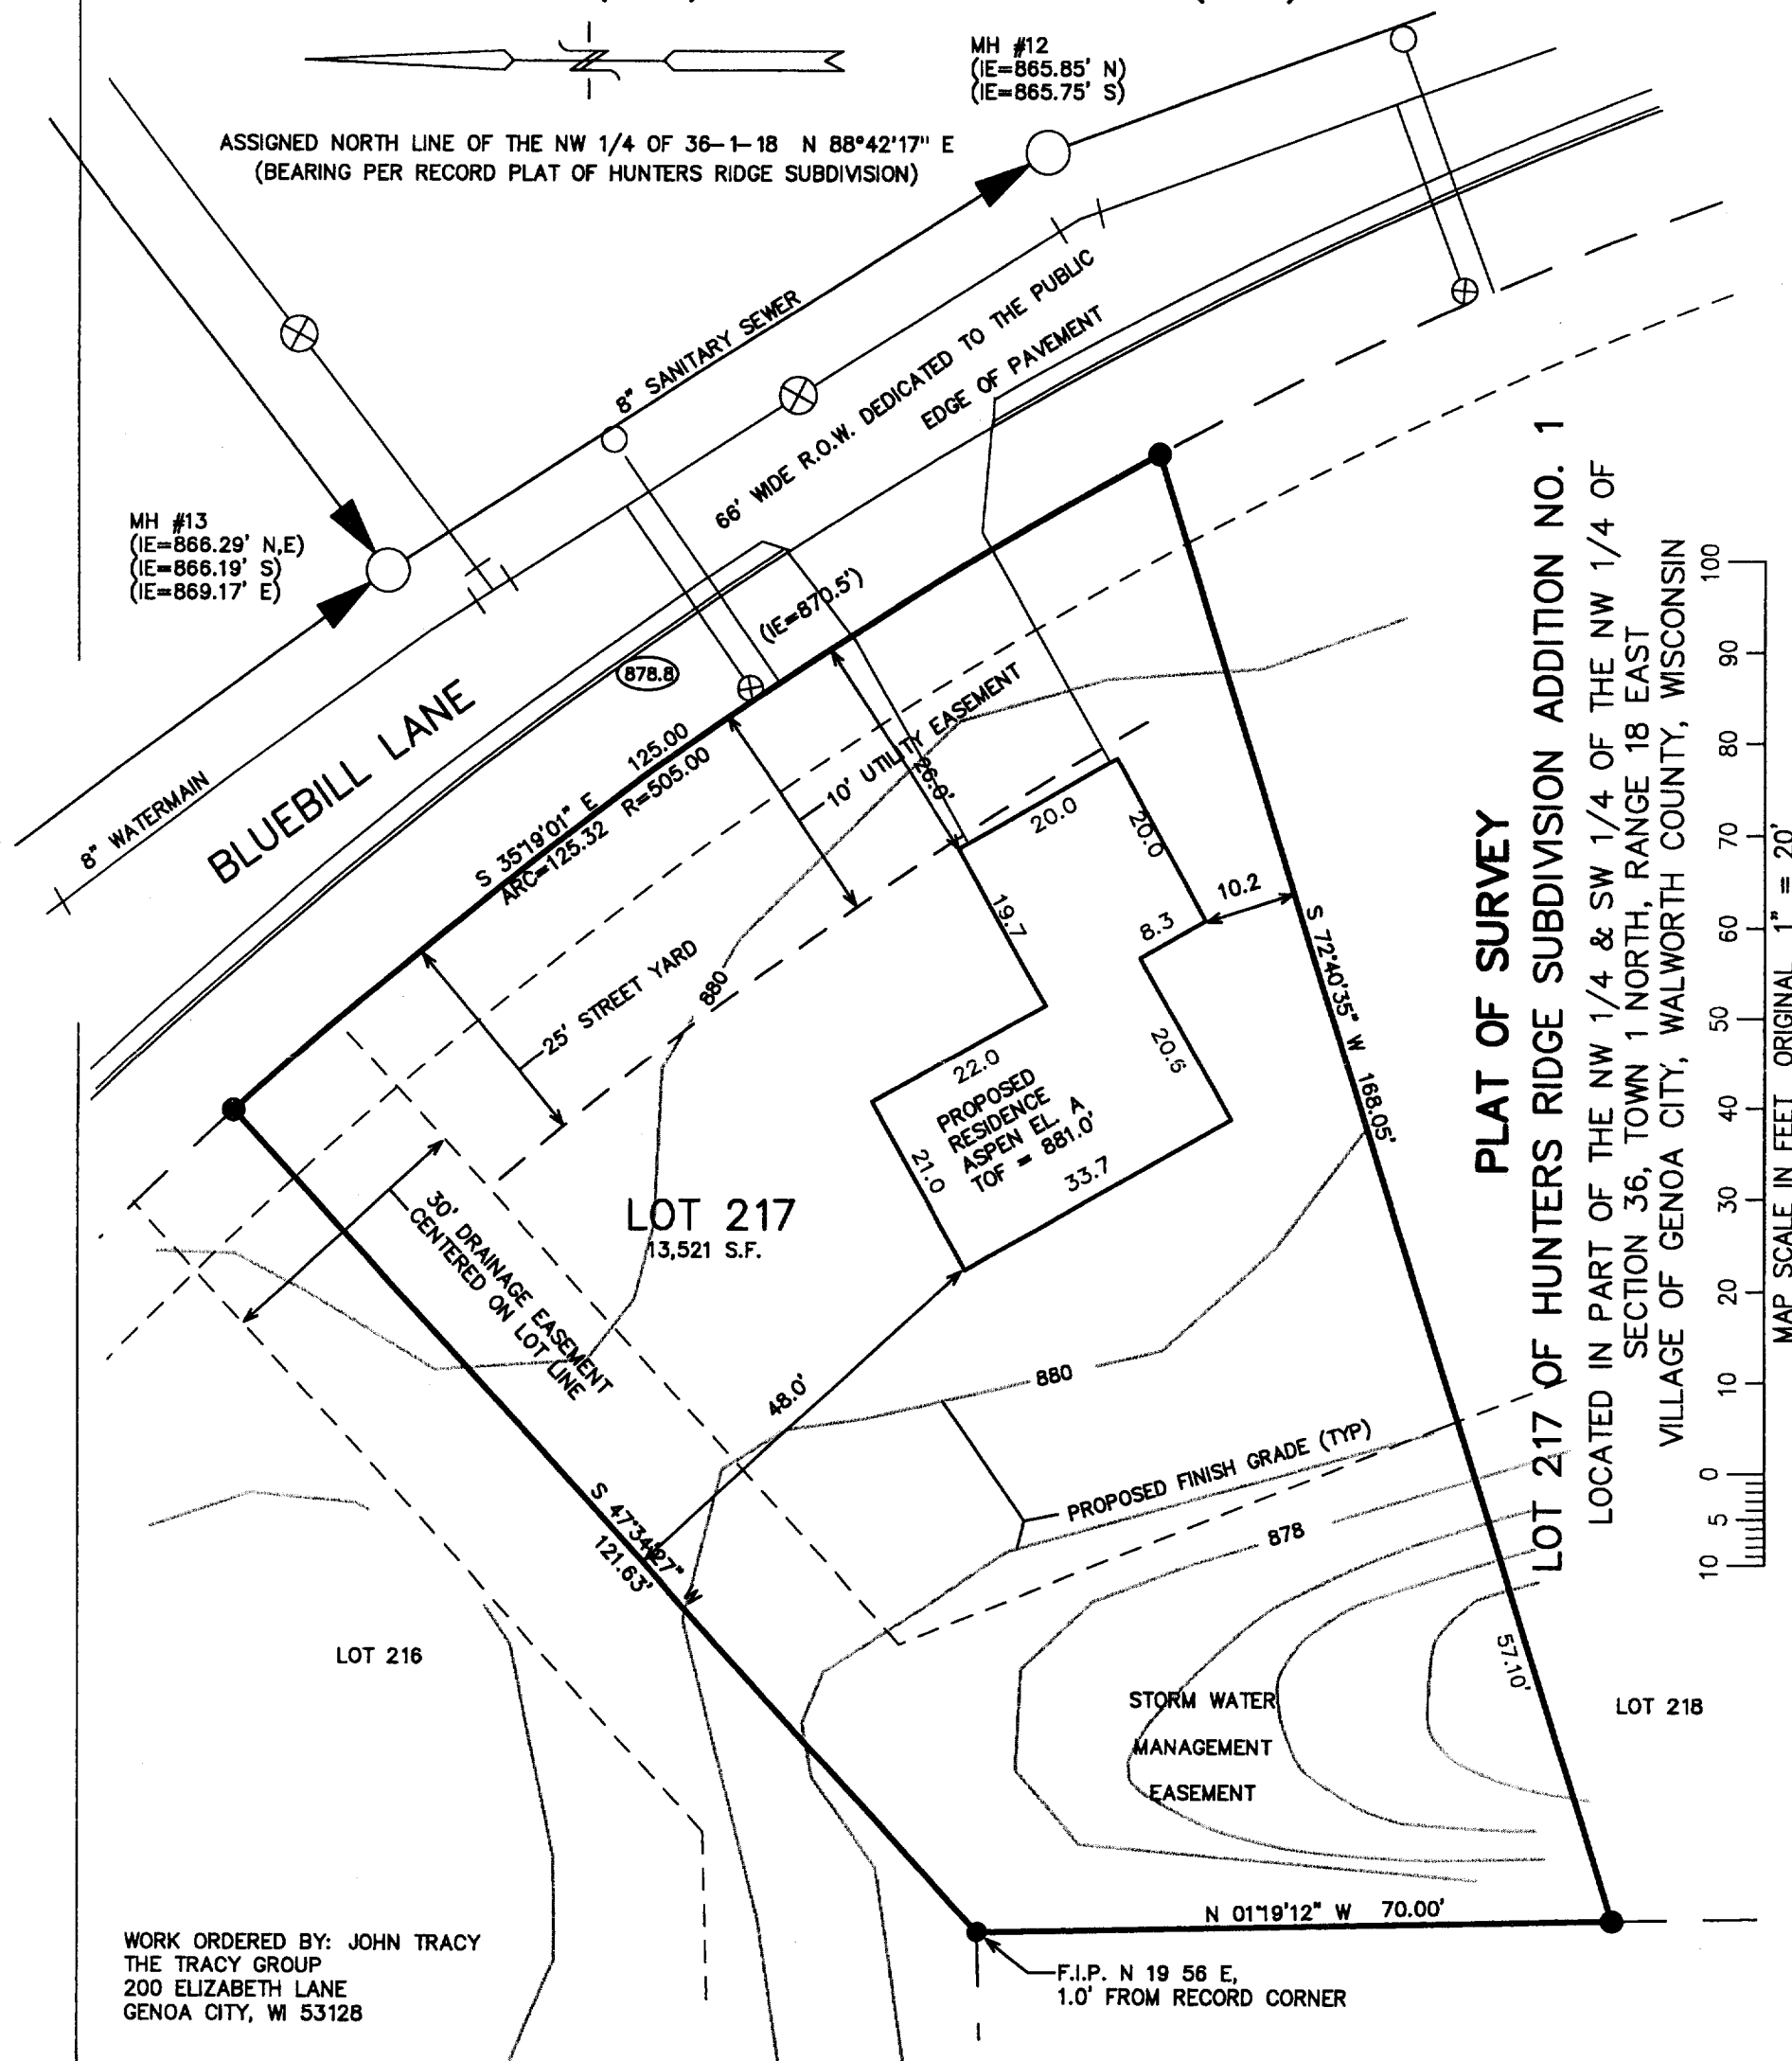 MH #12
(IE=865.85' N)
(IE=865.75' S)
ASSIGNED NORTH LINE OF THE NW 1/4 OF 36-1-18 N 88°42'17" E
(BEARING PER RECORD PLAT OF HUNTERS RIDGE SUBDIVISION)
8" SANITARY SEWER
66' WIDE R.O.W. DEDICATED TO THE PUBLIC
EDGE OF PAVEMENT
MH #13
(IE=866.29' N,E)
(IE=866.19' S)
(IE=869.17' E)
(IE=870.5')
878.8
8" WATERMAIN
BLUEBILL LANE
125.00
S 35°19'01" E
R=505.00
ARC=125.32
10' UTILITY EASEMENT
26.0'
20.0
20.0
10.2
8.3
19.7
20.6
22.0
21.0
33.7
PROPOSED
RESIDENCE
ASPEN EL. A
TOF = 881.0'
25' STREET YARD
880
S 72°40'35" W 168.05'
LOT 217
13,521 S.F.
30' DRAINAGE EASEMENT
CENTERED ON LOT
LINE
48.0'
880
PROPOSED FINISH GRADE (TYP)
878
S 47°34'27" W
121.63'
LOT 216
STORM WATER
MANAGEMENT
EASEMENT
57.10'
LOT 218
N 01°19'12" W 70.00'
F.I.P. N 19 56 E,
1.0' FROM RECORD CORNER
WORK ORDERED BY: JOHN TRACY
THE TRACY GROUP
200 ELIZABETH LANE
GENOA CITY, WI 53128
PLAT OF SURVEY
LOT 217 OF HUNTERS RIDGE SUBDIVISION ADDITION NO. 1
LOCATED IN PART OF THE NW 1/4 & SW 1/4 OF THE NW 1/4 OF
SECTION 36, TOWN 1 NORTH, RANGE 18 EAST
VILLAGE OF GENOA CITY, WALWORTH COUNTY, WISCONSIN
10 5 0 10 20 30 40 50 60 70 80 90 100
MAP SCALE IN FEET ORIGINAL 1" = 20'